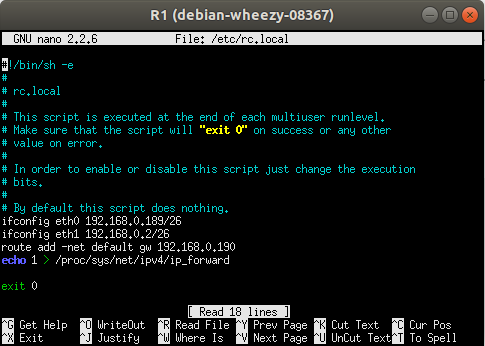 R1 (debian-wheezy-08367)
GNU nano 2.2.6 File: /etc/rc.local
#!/bin/sh -e
#
# rc.local
#
# This script is executed at the end of each multiuser runlevel.
# Make sure that the script will "exit 0" on success or any other
# value on error.
#
# In order to enable or disable this script just change the execution
# bits.
#
# By default this script does nothing.
ifconfig eth0 192.168.0.189/26
ifconfig eth1 192.168.0.2/26
route add -net default gw 192.168.0.190
echo 1 > /proc/sys/net/ipv4/ip_forward
exit 0
[ Read 18 lines ]
^G Get Help ^O WriteOut ^R Read File ^Y Prev Page ^K Cut Text ^C Cur Pos
^X Exit ^J Justify ^W Where Is ^V Next Page ^U UnCut Text ^T To Spell